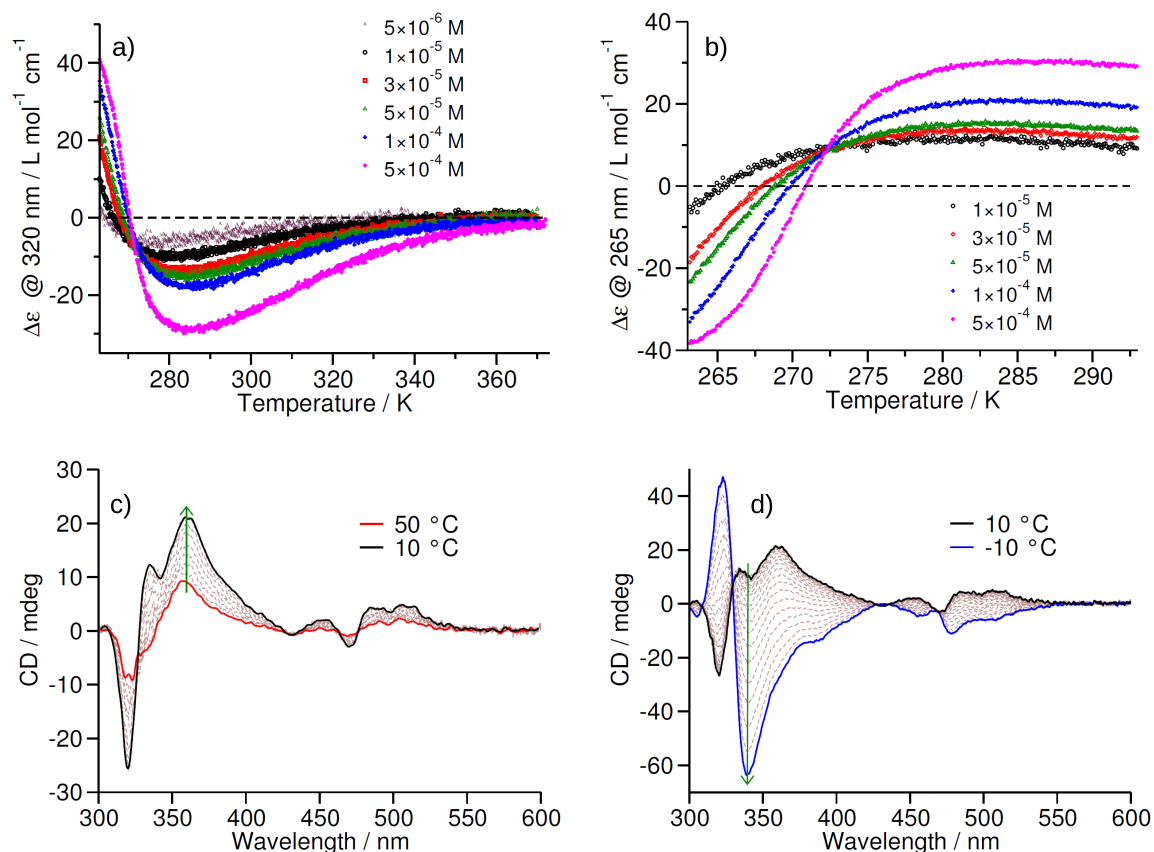 a)
5×10⁻⁶ M
1×10⁻⁵ M
3×10⁻⁵ M
5×10⁻⁵ M
1×10⁻⁴ M
5×10⁻⁴ M
40
20
0
-20
Δε @ 320 nm / L mol⁻¹ cm⁻¹
280 300 320 340 360
Temperature / K
b)
40
20
0
-20
-40
Δε @ 265 nm / L mol⁻¹ cm⁻¹
1×10⁻⁵ M
3×10⁻⁵ M
5×10⁻⁵ M
1×10⁻⁴ M
5×10⁻⁴ M
265 270 275 280 285 290
Temperature / K
c)
50 °C
10 °C
30
20
10
0
-10
-20
-30
CD / mdeg
300 350 400 450 500 550 600
Wavelength / nm
d)
10 °C
-10 °C
40
20
0
-20
-40
-60
CD / mdeg
300 350 400 450 500 550 600
Wavelength / nm